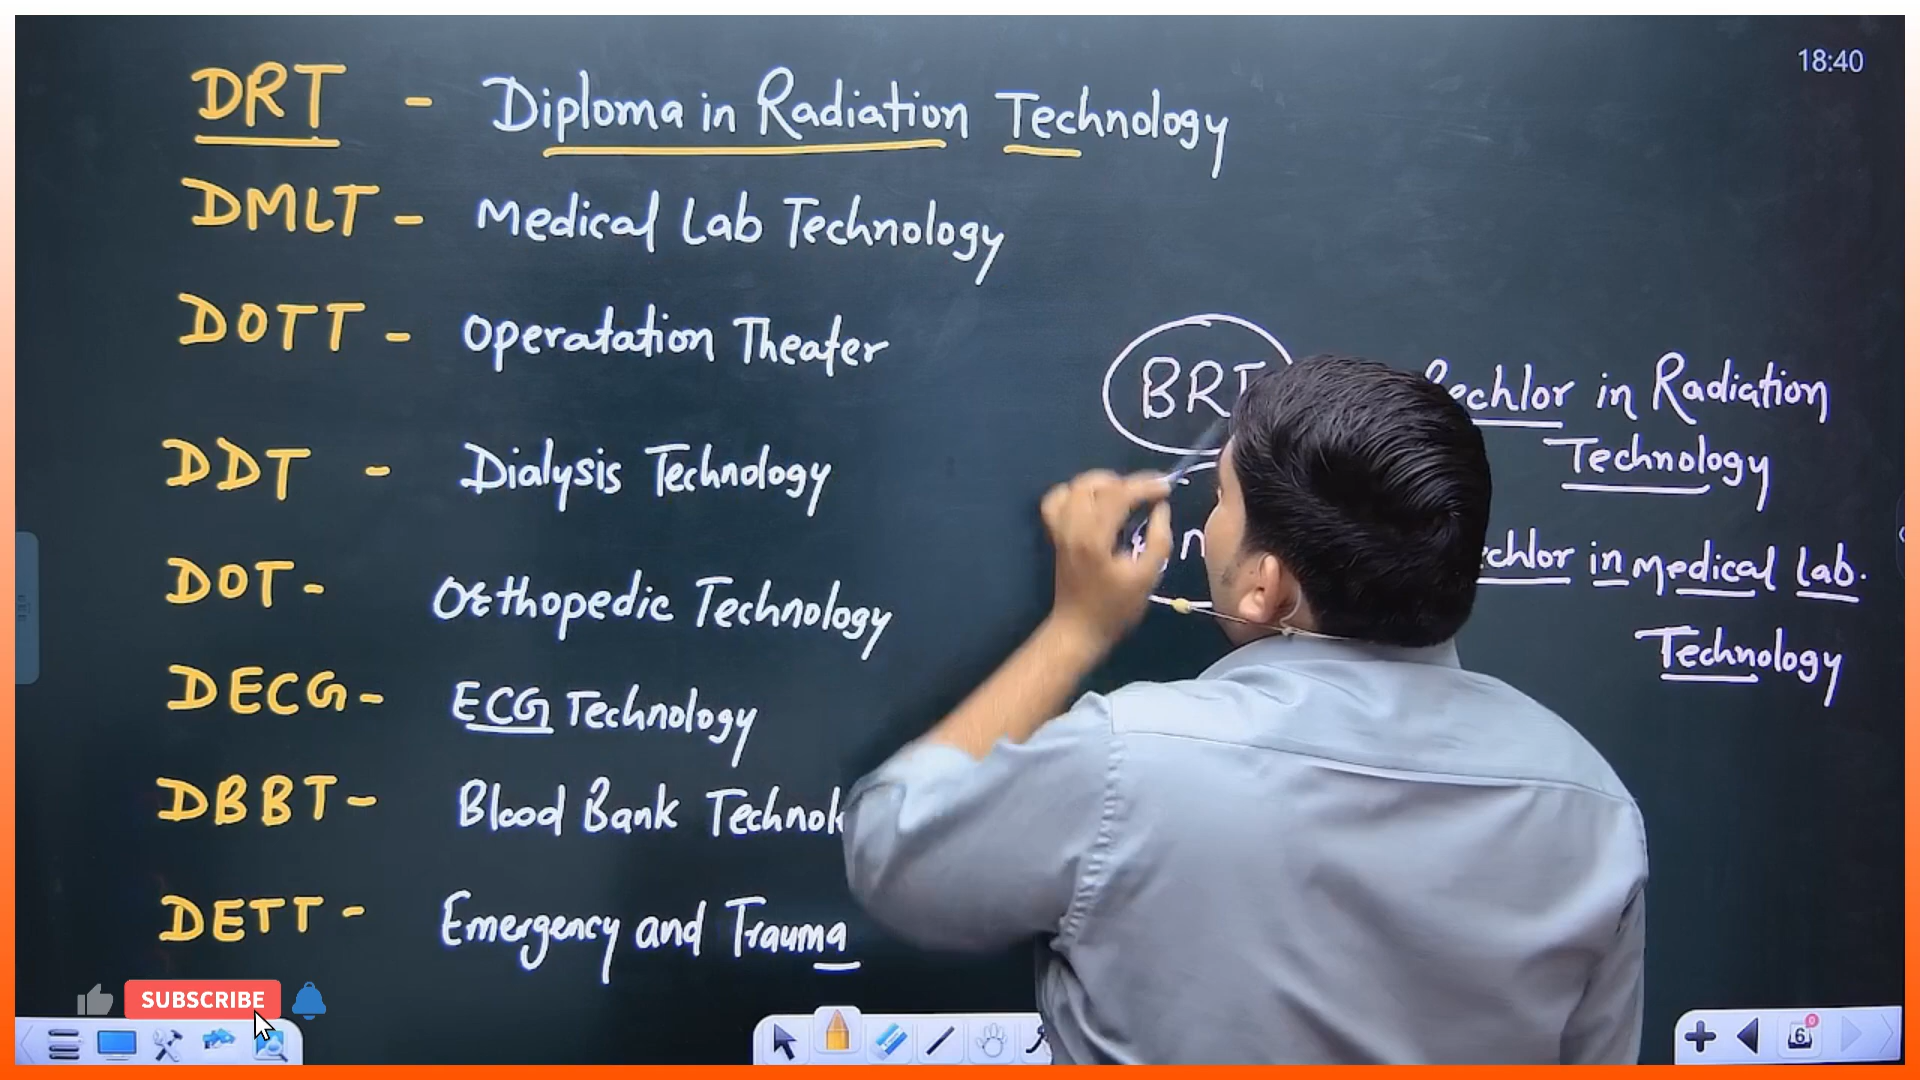 18:40
DRT - Diploma in Radiation Technology
DMLT - Medical Lab Technology
DOTT - Operatation Theater
DDT - Dialysis Technology
DOT - Orthopedic Technology
DECG - ECG Technology
DBBT - Blood Bank
DETT - Emergency and Trauma
BRT
in Radiation
Technology
in medical lab.
Technology
SUBSCRIBE
6
0